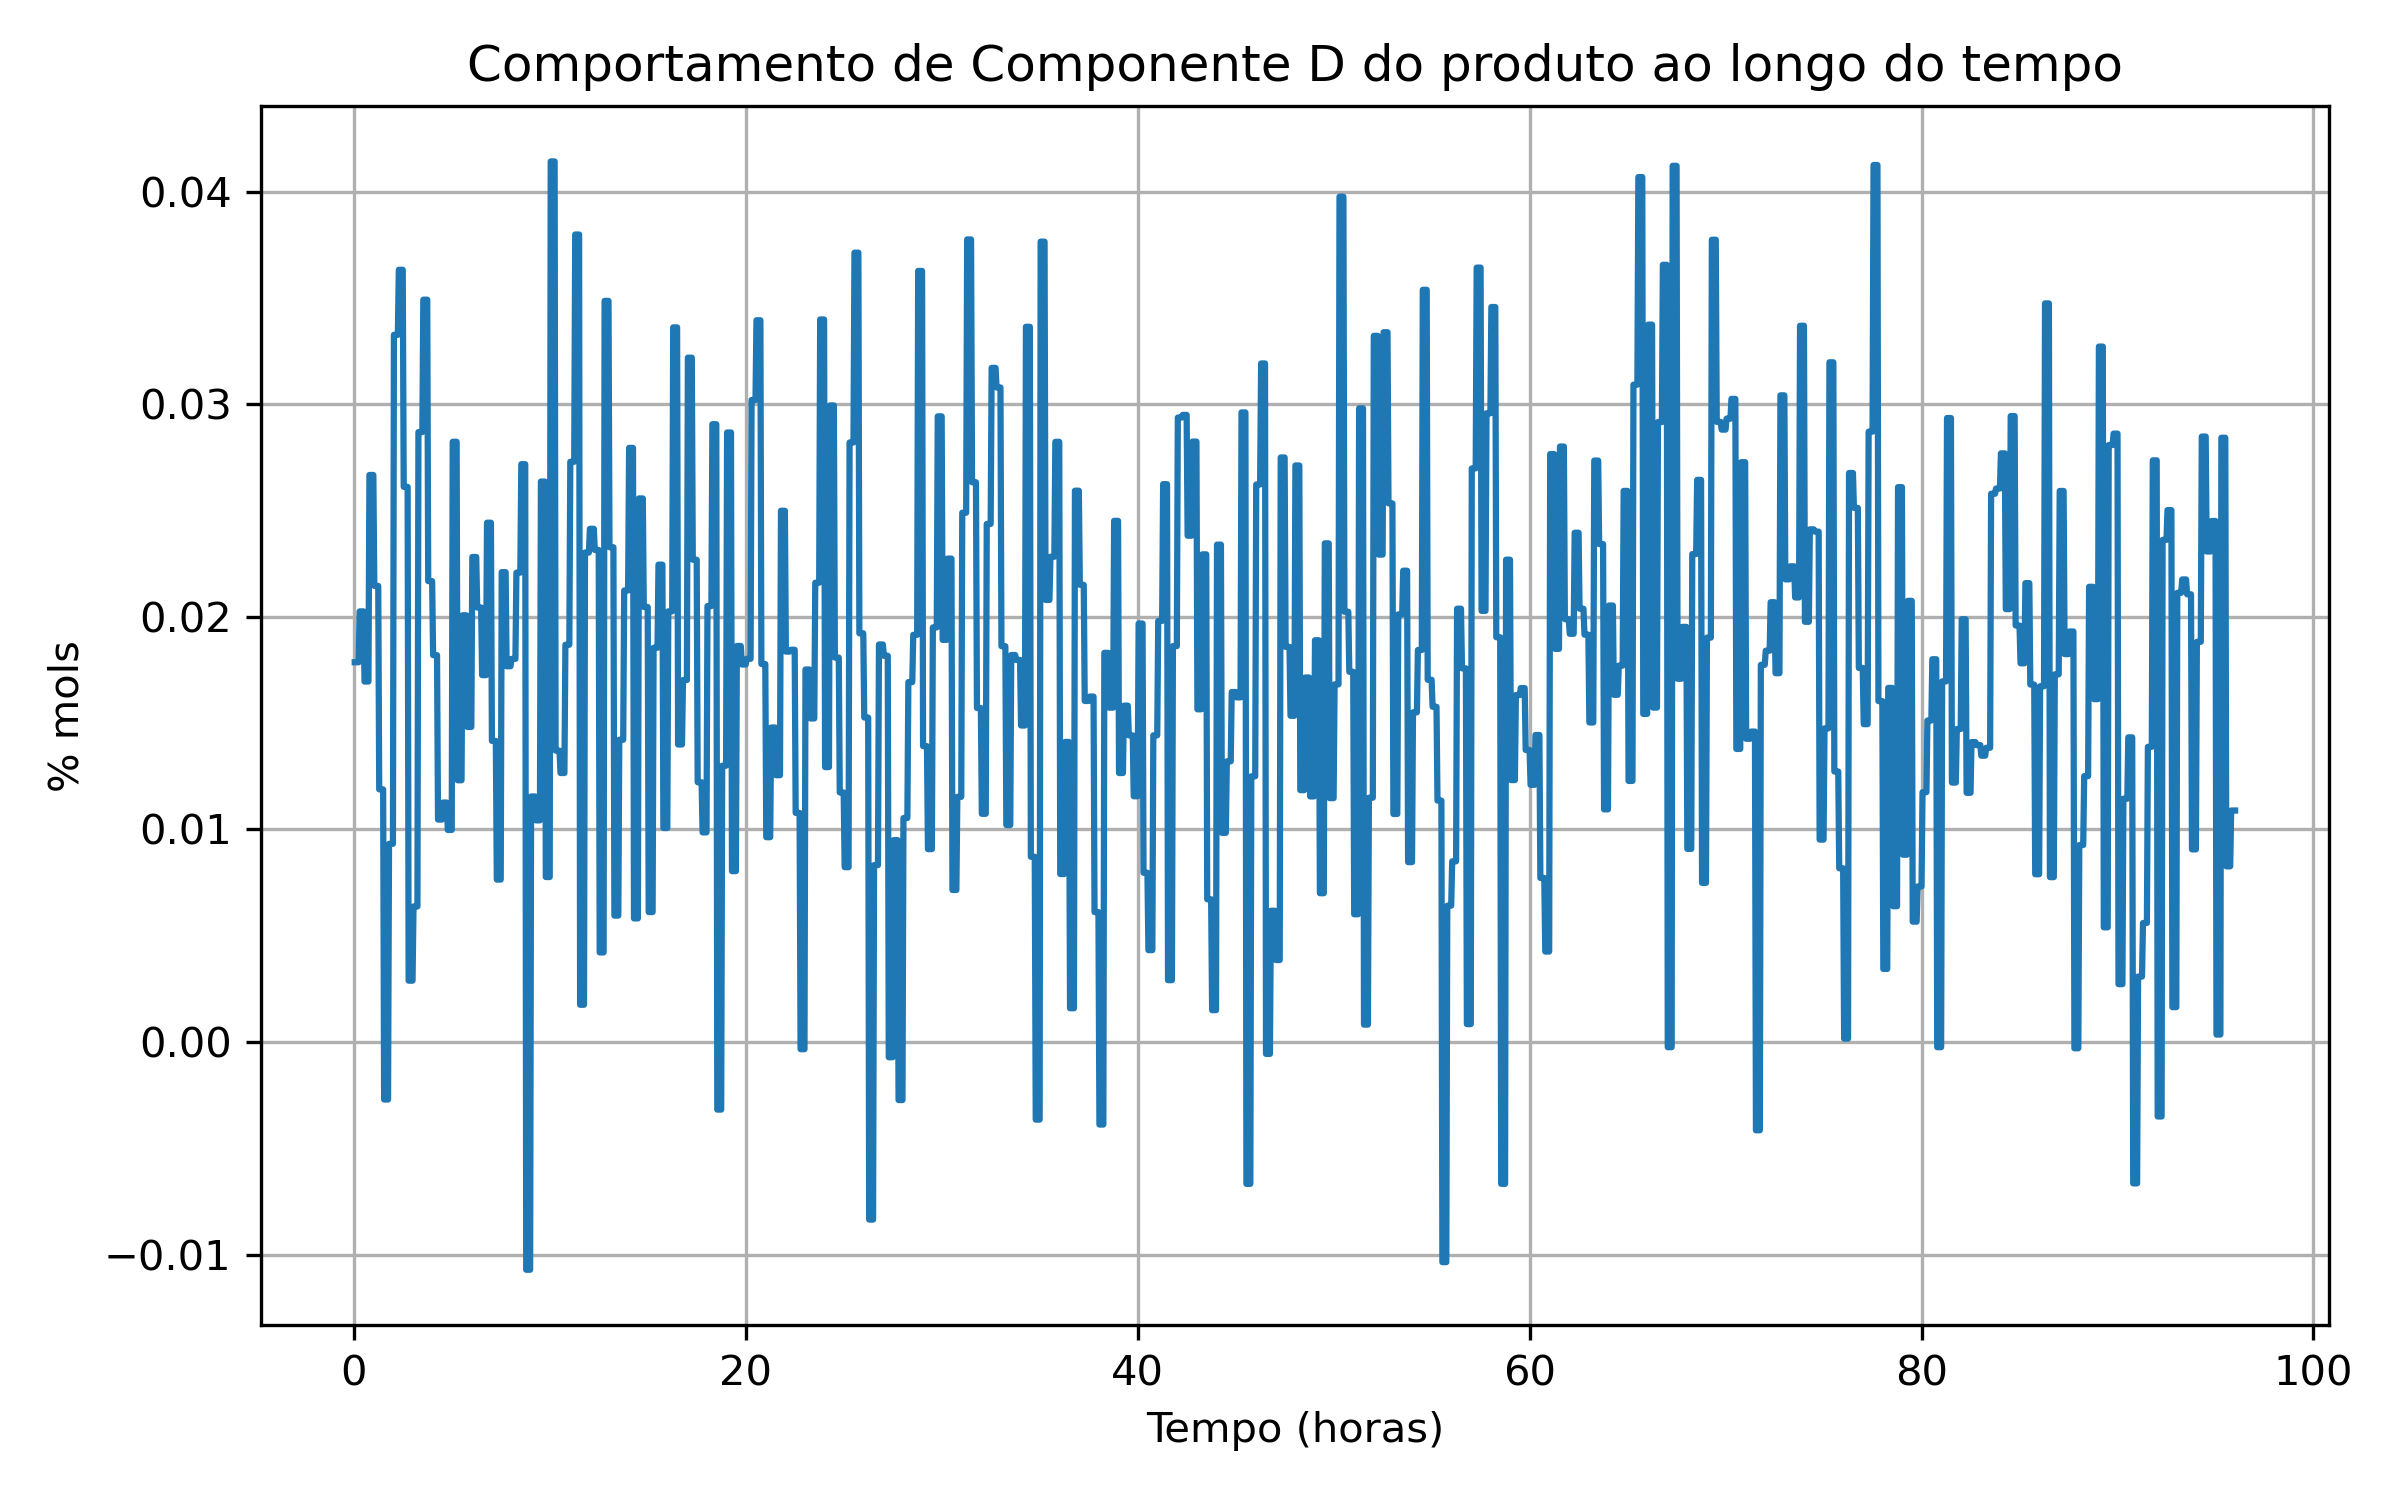 Comportamento de Componente D do produto ao longo do tempo
0.04
0.03
0.02
0.01
0.00
−0.01
% mols
0 20 40 60 80 100
Tempo (horas)